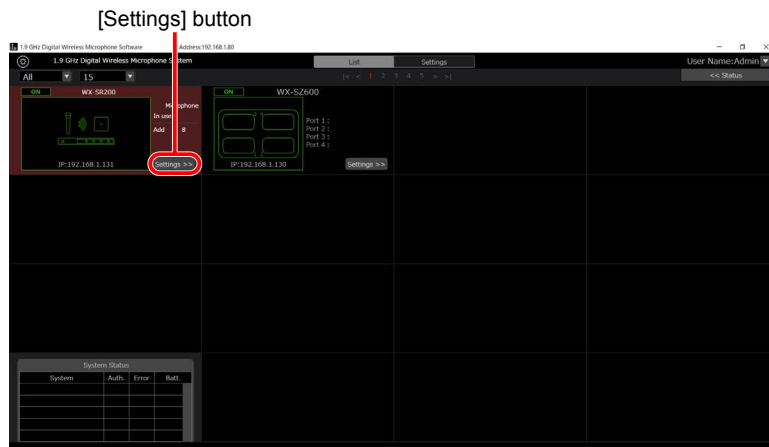 [Settings] button
1.9 GHz Digital Wireless Microphone Software Address:192.168.1.80
1.9 GHz Digital Wireless Microphone System List Settings User Name:Admin
All 15 |< < 1 2 3 4 5 > >| << Status
ON WX-SR200
Microphone
In use
Add 8
IP:192.168.1.131 Settings >>
ON WX-SZ600
Port 1 :
Port 2 :
Port 3 :
Port 4 :
IP:192.168.1.130 Settings >>
System Status
System Auth. Error Batt.